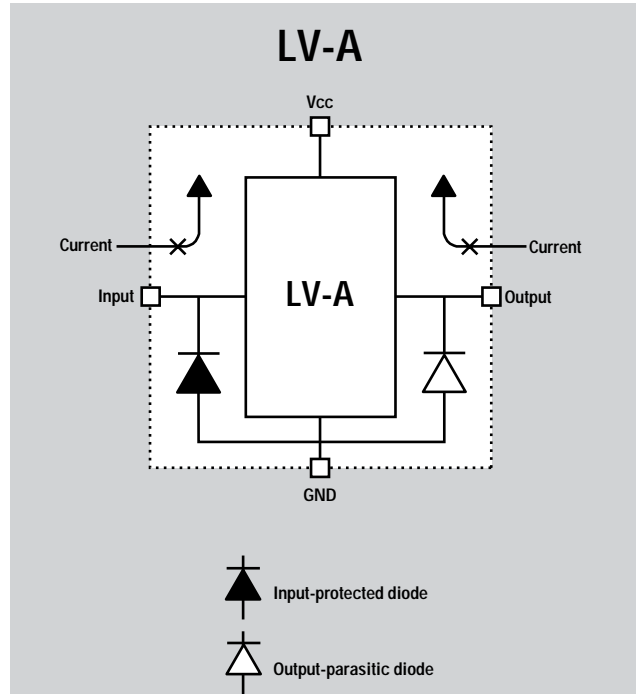 LV-A
Vcc
Current
Current
Input
LV-A
Output
GND
Input-protected diode
Output-parasitic diode